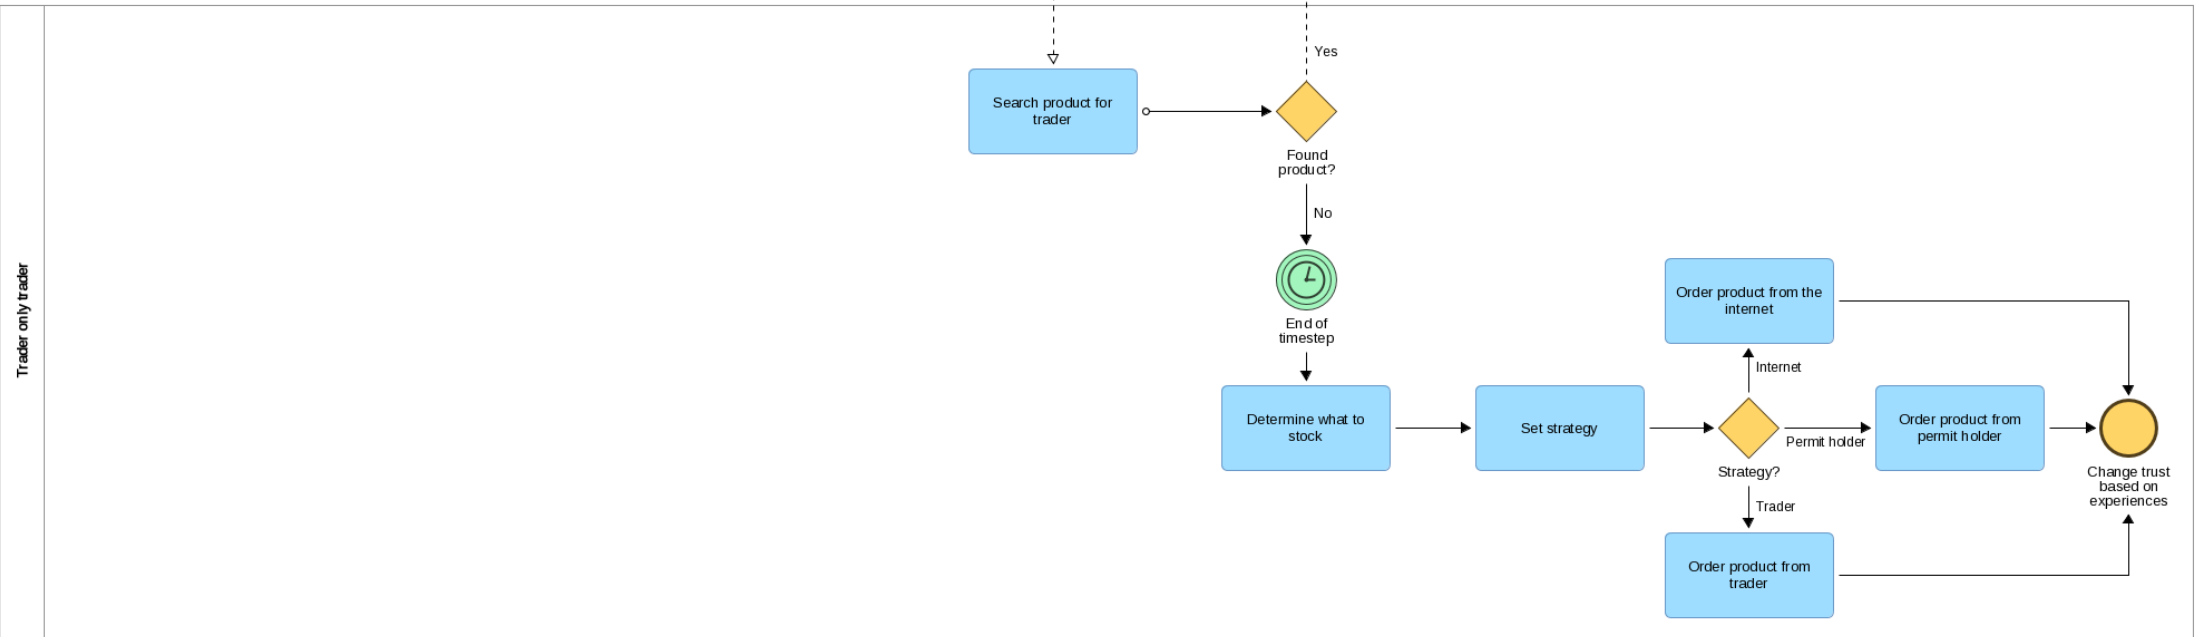 Trader only trader
Yes
Search product for
trader
Found
product?
No
End of
timestep
Order product from the
internet
Internet
Determine what to
stock
Set strategy
Strategy?
Permit holder
Order product from
permit holder
Change trust
based on
experiences
Trader
Order product from
trader